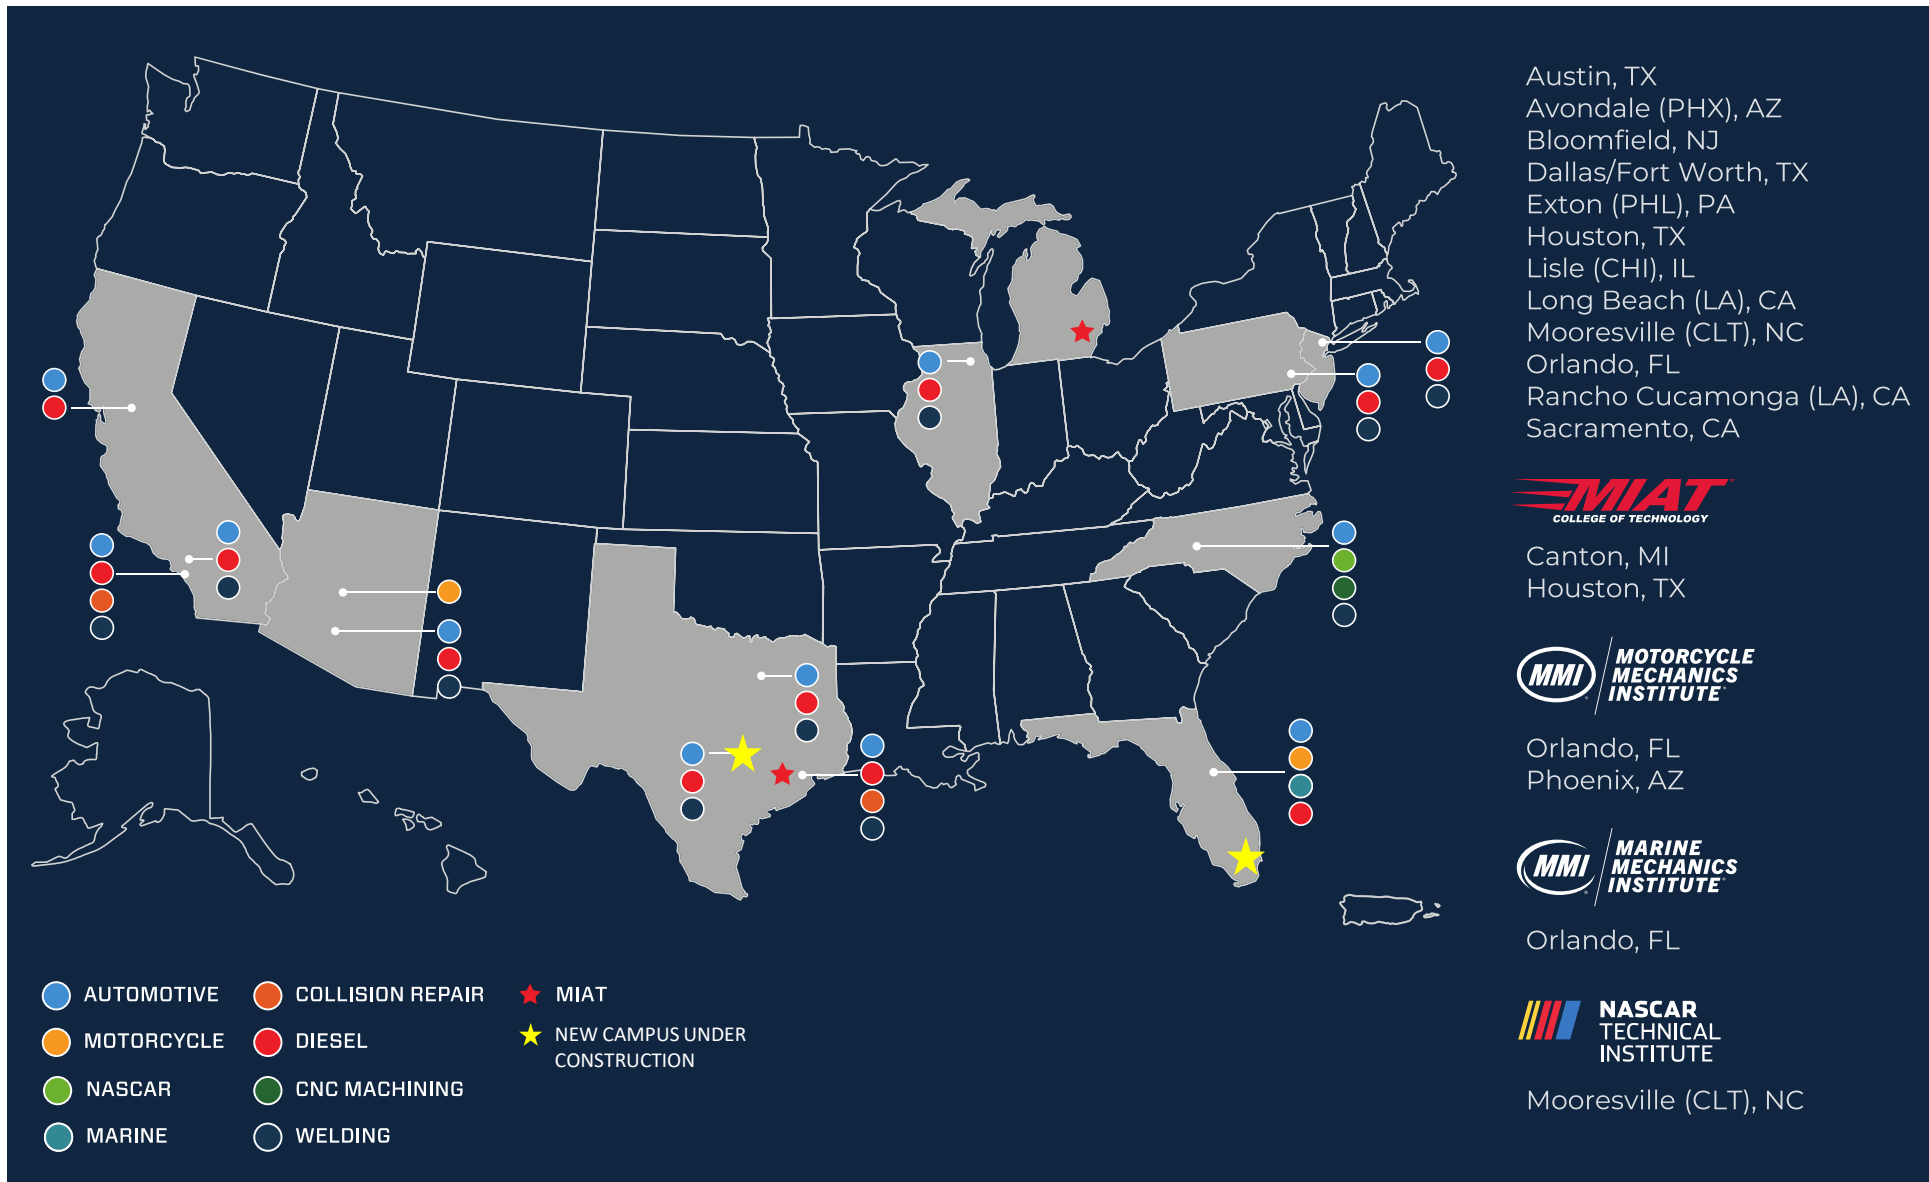 Austin, TX
Avondale (PHX), AZ
Bloomfield, NJ
Dallas/Fort Worth, TX
Exton (PHL), PA
Houston, TX
Lisle (CHI), IL
Long Beach (LA), CA
Mooresville (CLT), NC
Orlando, FL
Rancho Cucamonga (LA), CA
Sacramento, CA
MIAT
COLLEGE OF TECHNOLOGY
Canton, MI
Houston, TX
MMI
MOTORCYCLE
MECHANICS
INSTITUTE
Orlando, FL
Phoenix, AZ
MMI
MARINE
MECHANICS
INSTITUTE
Orlando, FL
NASCAR
TECHNICAL
INSTITUTE
Mooresville (CLT), NC
AUTOMOTIVE
MOTORCYCLE
NASCAR
MARINE
COLLISION REPAIR
DIESEL
CNC MACHINING
WELDING
MIAT
NEW CAMPUS UNDER
CONSTRUCTION